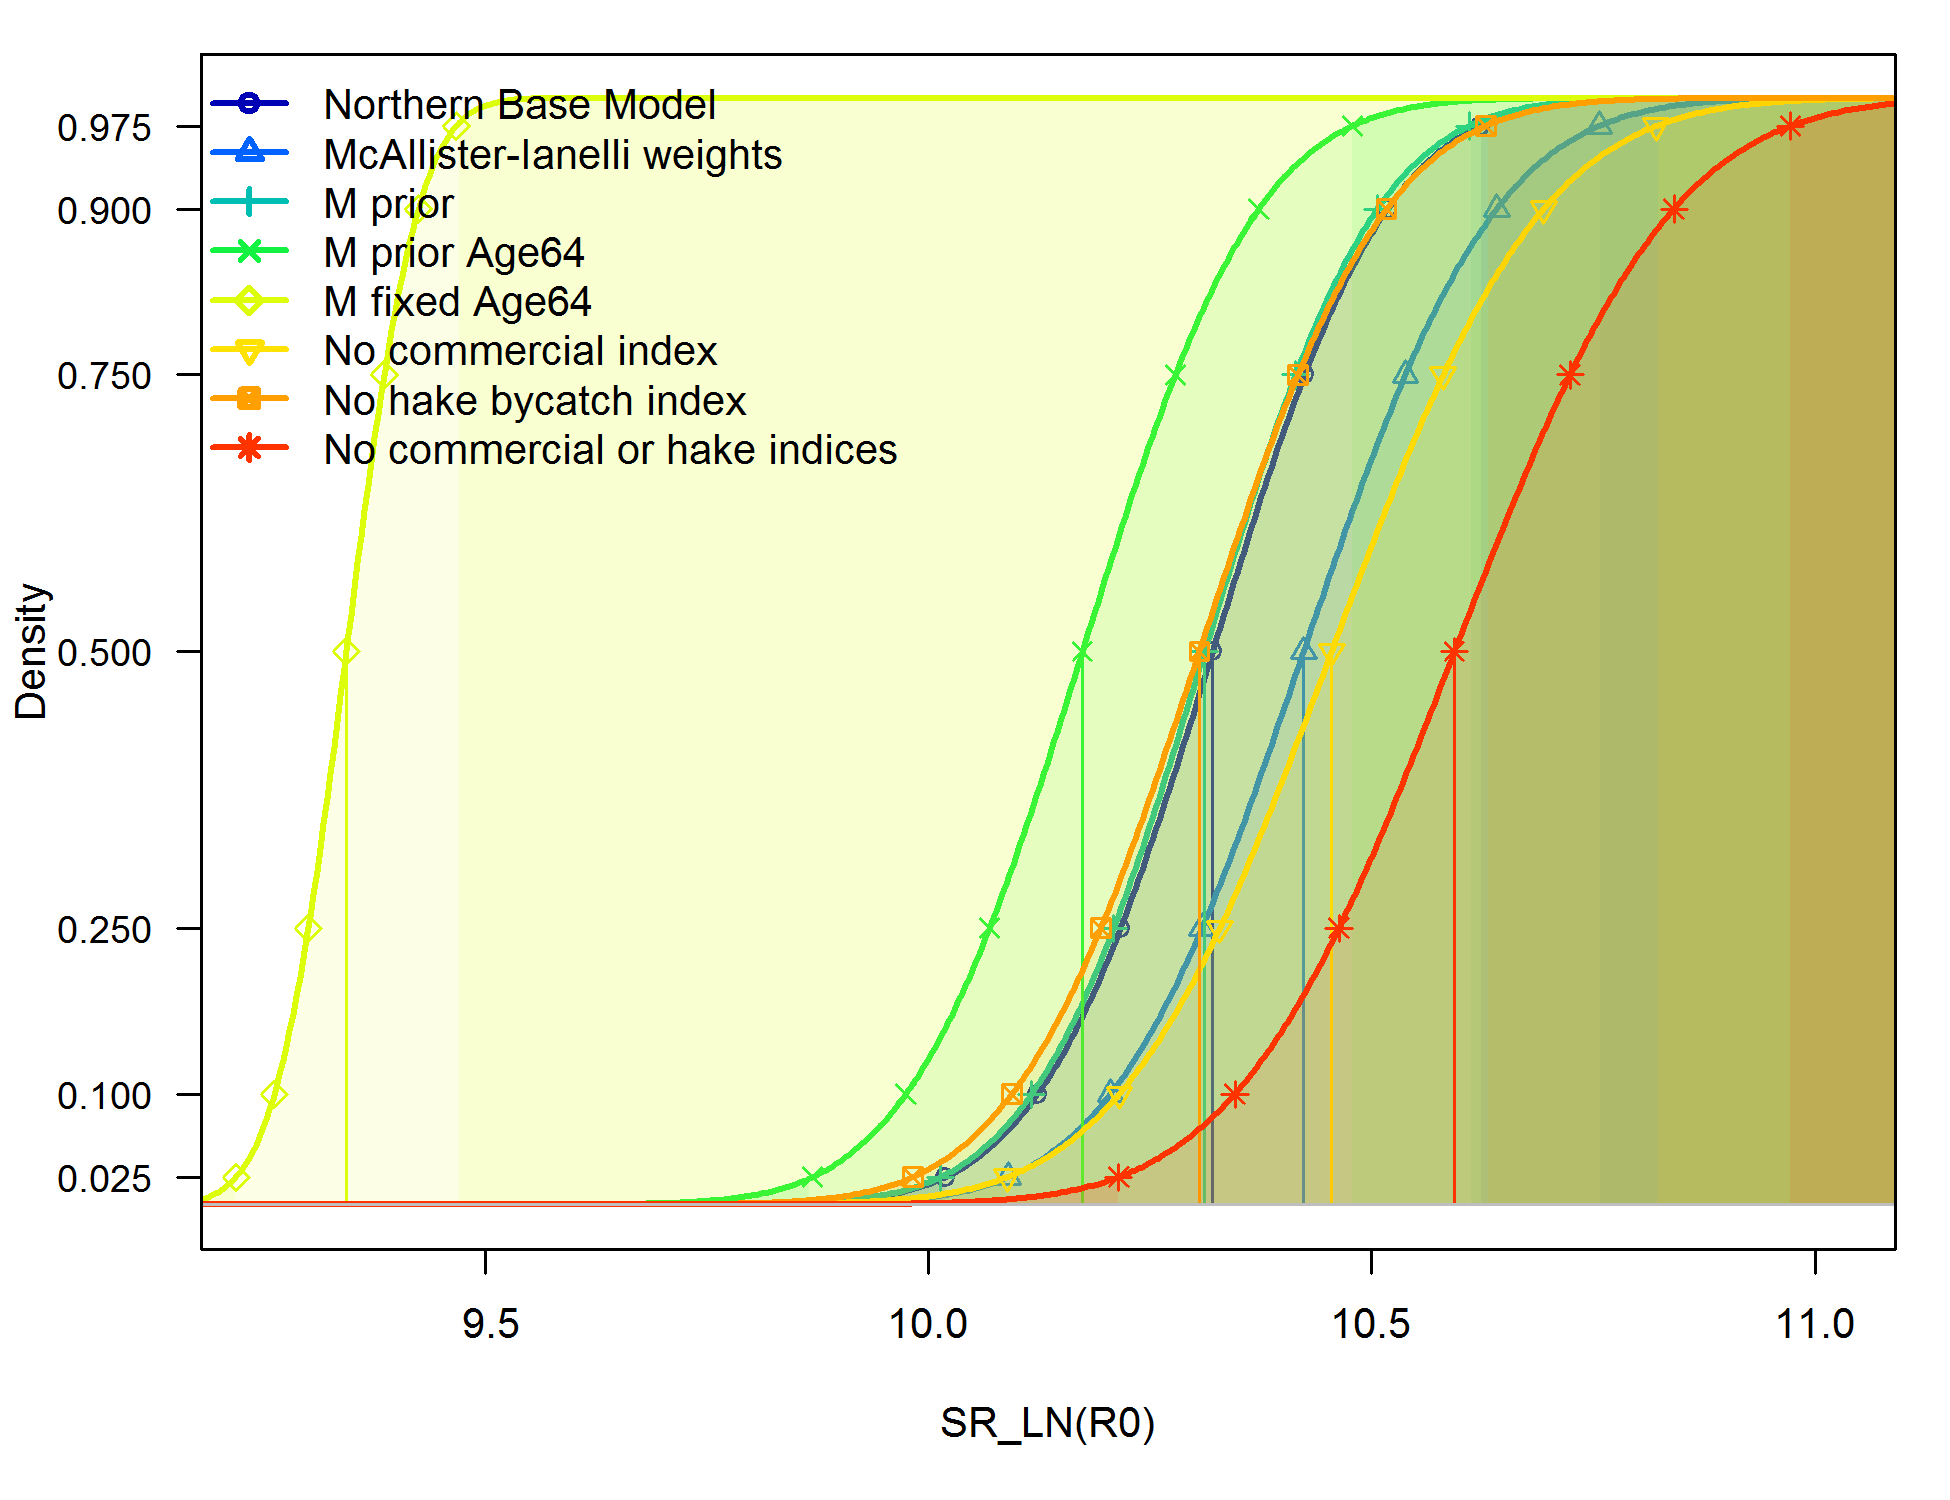 Northern Base Model
McAllister-Ianelli weights
M prior
M prior Age64
M fixed Age64
No commercial index
No hake bycatch index
No commercial or hake indices
0.975
0.900
0.750
0.500
0.250
0.100
0.025
Density
9.5 10.0 10.5 11.0
SR_LN(R0)